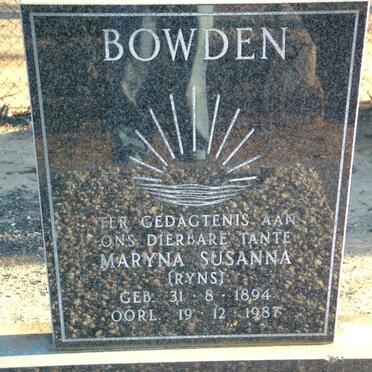 BOWDEN
TER GEDAGTENIS AAN
ONS DIERBARE TANTE
MARYNA SUSANNA
(RYNS)
GEB. 31 · 8 · 1894
OORL. 19 · 12 · 1987